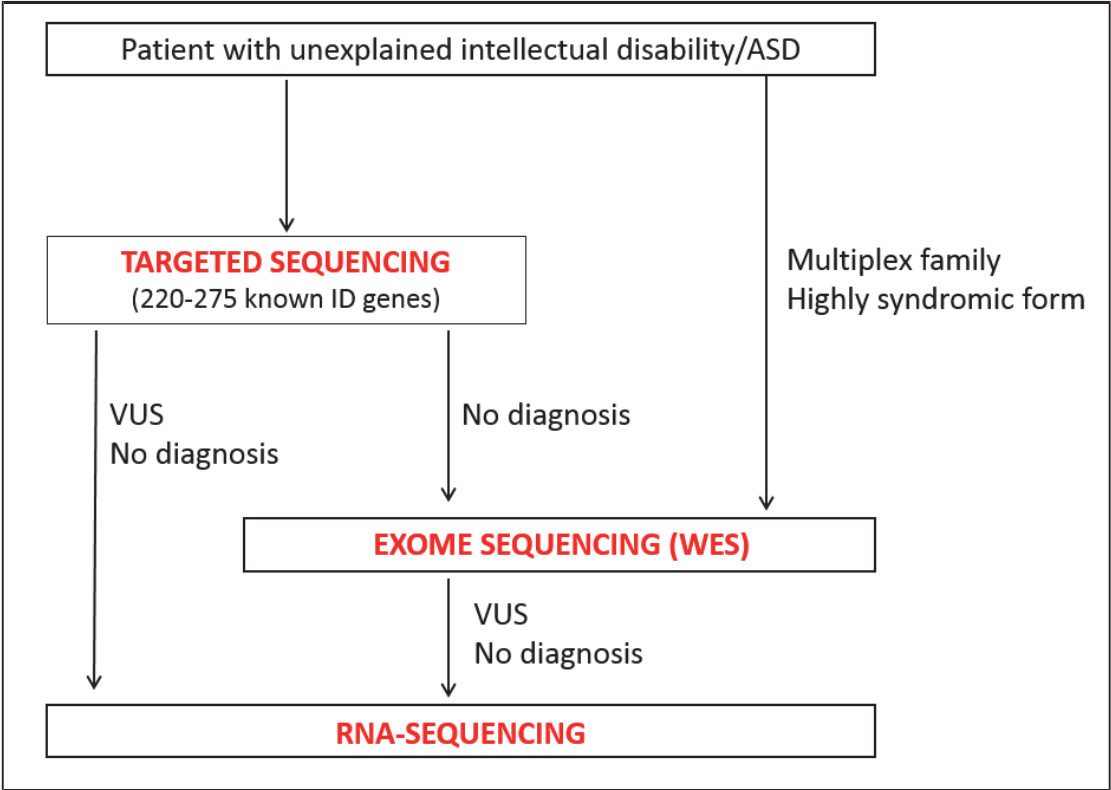 Patient with unexplained intellectual disability/ASD
TARGETED SEQUENCING
(220-275 known ID genes)
Multiplex family
Highly syndromic form
VUS
No diagnosis
No diagnosis
EXOME SEQUENCING (WES)
VUS
No diagnosis
RNA-SEQUENCING